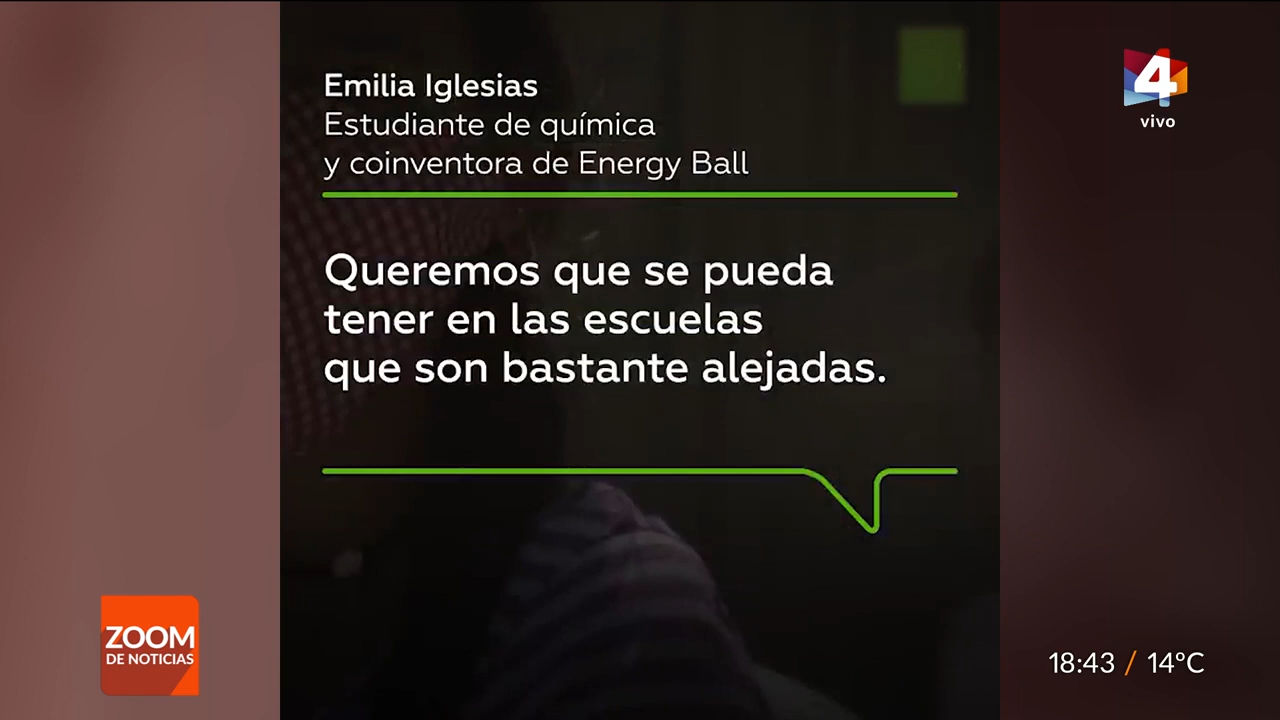 Emilia Iglesias
Estudiante de química
y coinventora de Energy Ball
4
vivo
Queremos que se pueda
tener en las escuelas
que son bastante alejadas.
ZOOM
DE NOTICIAS
18:43 / 14°C